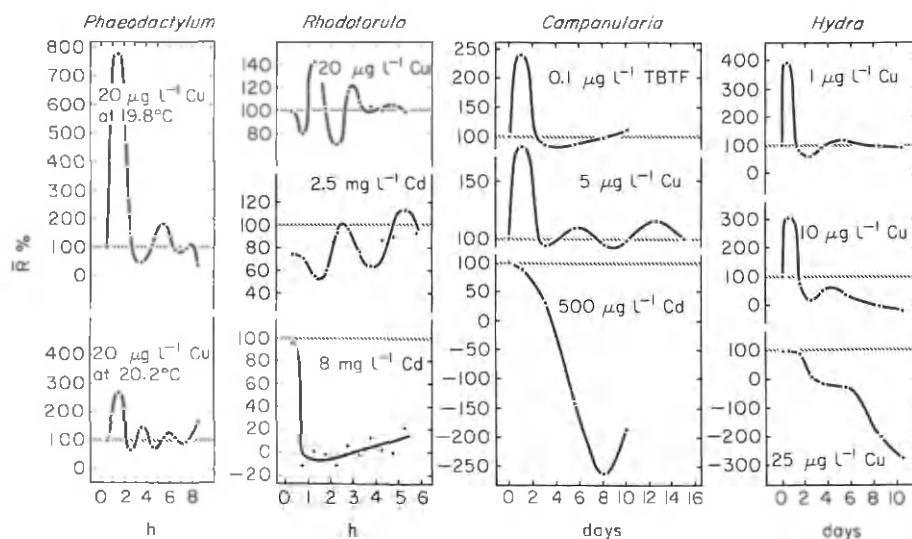 Phaeodactylum
800
700
600
500
400
300
200
100
0
20 µg l⁻¹ Cu
at 19.8°C
R̄ %
20 µg l⁻¹ Cu
at 20.2°C
400
300
200
100
0
0 2 4 6 8
h
Rhodotorula
140
120
100
80
20 µg l⁻¹ Cu
2.5 mg l⁻¹ Cd
120
100
80
60
40
100
80
60
40
20
0
-20
8 mg l⁻¹ Cd
0 1 2 3 4 5 6
h
Campanularia
250
200
150
100
0.1 µg l⁻¹ TBTF
150
100
5 µg l⁻¹ Cu
100
50
0
-50
-100
-150
-200
-250
500 µg l⁻¹ Cd
0 2 4 6 8 10 12 14 16
days
Hydra
400
300
200
100
0
1 µg l⁻¹ Cu
300
200
100
0
10 µg l⁻¹ Cu
100
0
-100
-200
-300
25 µg l⁻¹ Cu
0 2 4 6 8 10
days